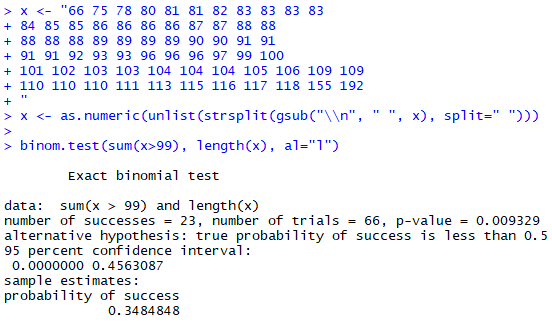 > x <- "66 75 78 80 81 81 82 83 83 83 83
+ 84 85 85 86 86 86 86 87 87 88 88
+ 88 88 88 89 89 89 89 90 90 91 91
+ 91 91 92 93 93 96 96 96 97 99 100
+ 101 102 103 103 104 104 104 105 106 109 109
+ 110 110 110 111 113 115 116 117 118 155 192
+ "
> x <- as.numeric(unlist(strsplit(gsub("\\n", " ", x), split=" ")))
>
> binom.test(sum(x>99), length(x), al="l")
Exact binomial test
data:  sum(x > 99) and length(x)
number of successes = 23, number of trials = 66, p-value = 0.009329
alternative hypothesis: true probability of success is less than 0.5
95 percent confidence interval:
0.0000000 0.4563087
sample estimates:
probability of success
0.3484848